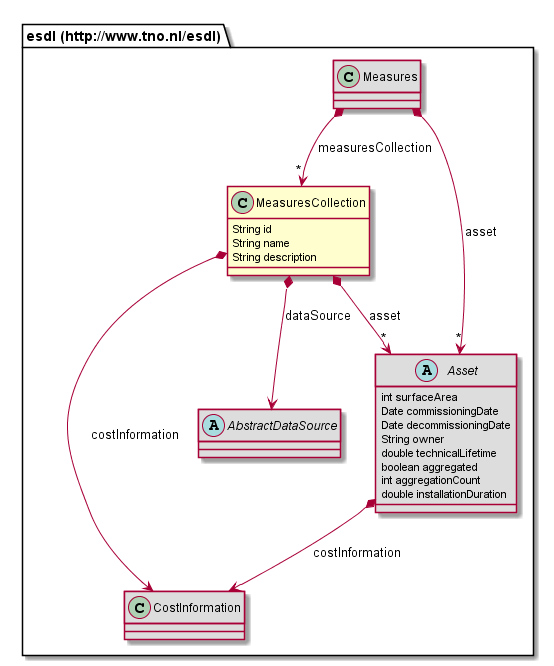 esdl (http://www.tno.nl/esdl)
C Measures
measuresCollection
*
C MeasuresCollection
String id
String name
String description
asset
dataSource
asset
*
*
A Asset
int surfaceArea
Date commissioningDate
Date decommissioningDate
String owner
double technicalLifetime
boolean aggregated
int aggregationCount
double installationDuration
A AbstractDataSource
costInformation
costInformation
C CostInformation